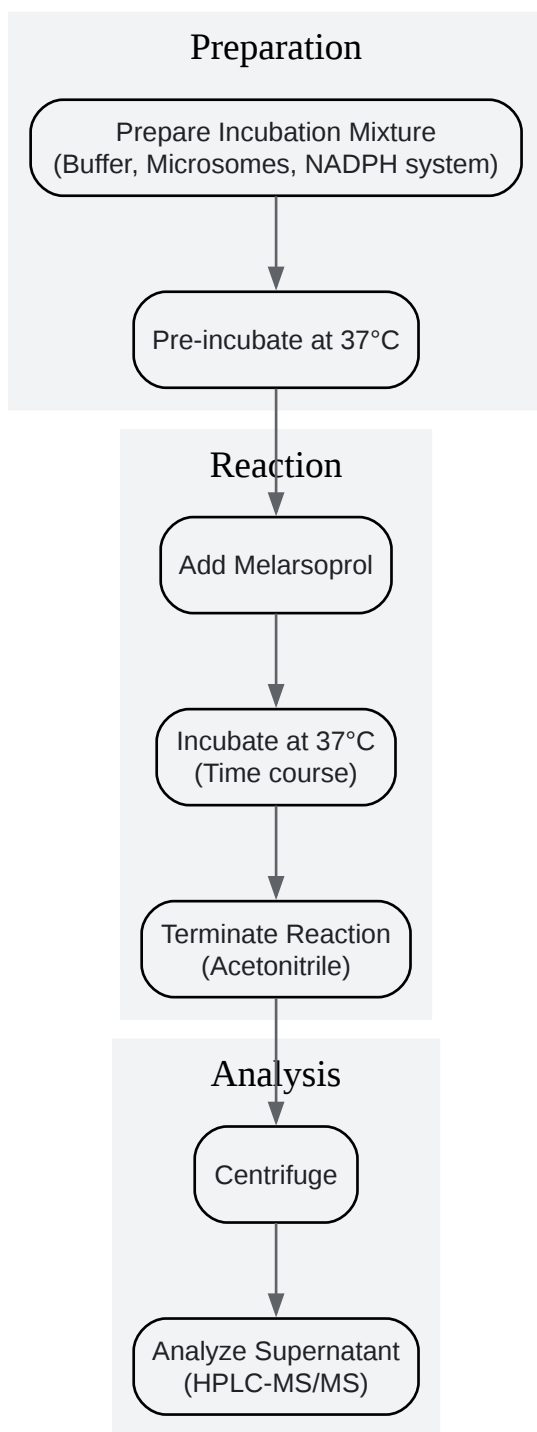 Preparation
Prepare Incubation Mixture
(Buffer, Microsomes, NADPH system)
Pre-incubate at 37°C
Reaction
Add Melarsoprol
Incubate at 37°C
(Time course)
Terminate Reaction
(Acetonitrile)
Analysis
Centrifuge
Analyze Supernatant
(HPLC-MS/MS)